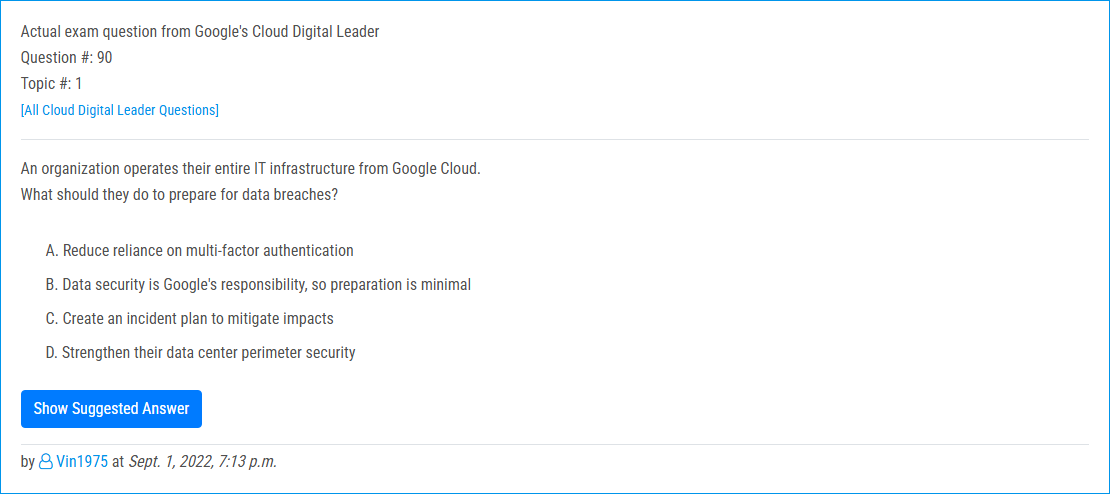 Actual exam question from Google's Cloud Digital Leader
Question #: 90
Topic #: 1
[All Cloud Digital Leader Questions]
An organization operates their entire IT infrastructure from Google Cloud.
What should they do to prepare for data breaches?
A. Reduce reliance on multi-factor authentication
B. Data security is Google's responsibility, so preparation is minimal
C. Create an incident plan to mitigate impacts
D. Strengthen their data center perimeter security
Show Suggested Answer
by Vin1975 at Sept. 1, 2022, 7:13 p.m.